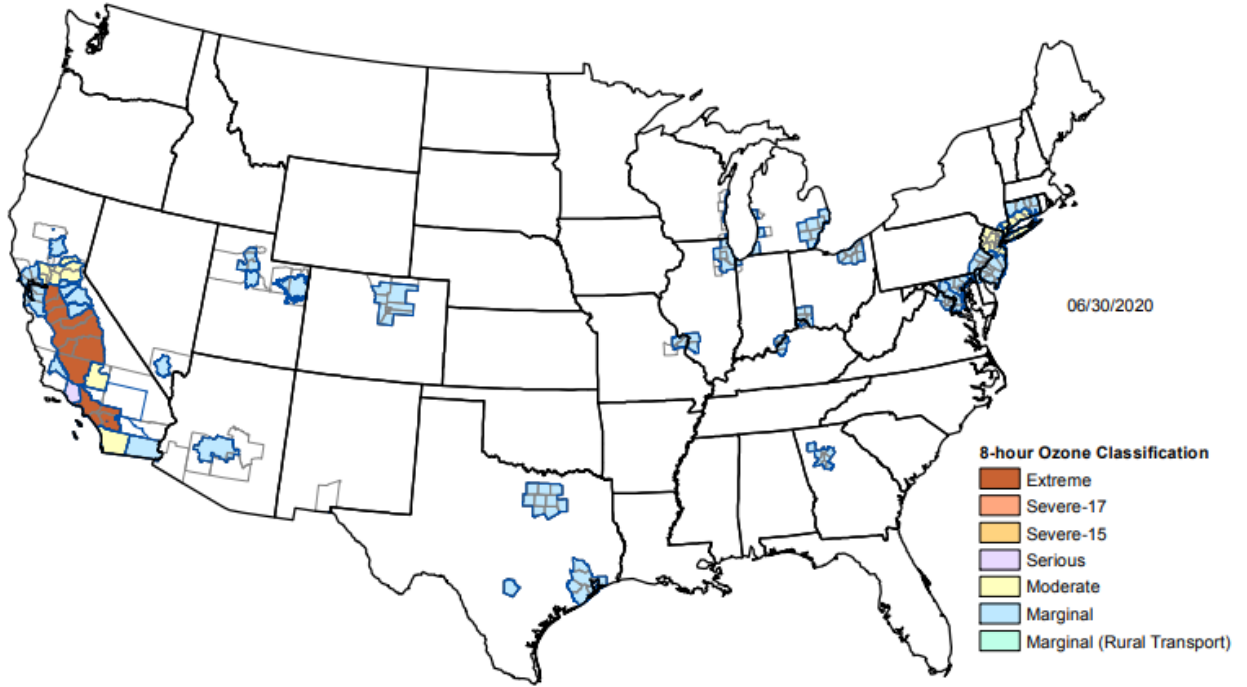 06/30/2020
8-hour Ozone Classification
Extreme
Severe-17
Severe-15
Serious
Moderate
Marginal
Marginal (Rural Transport)